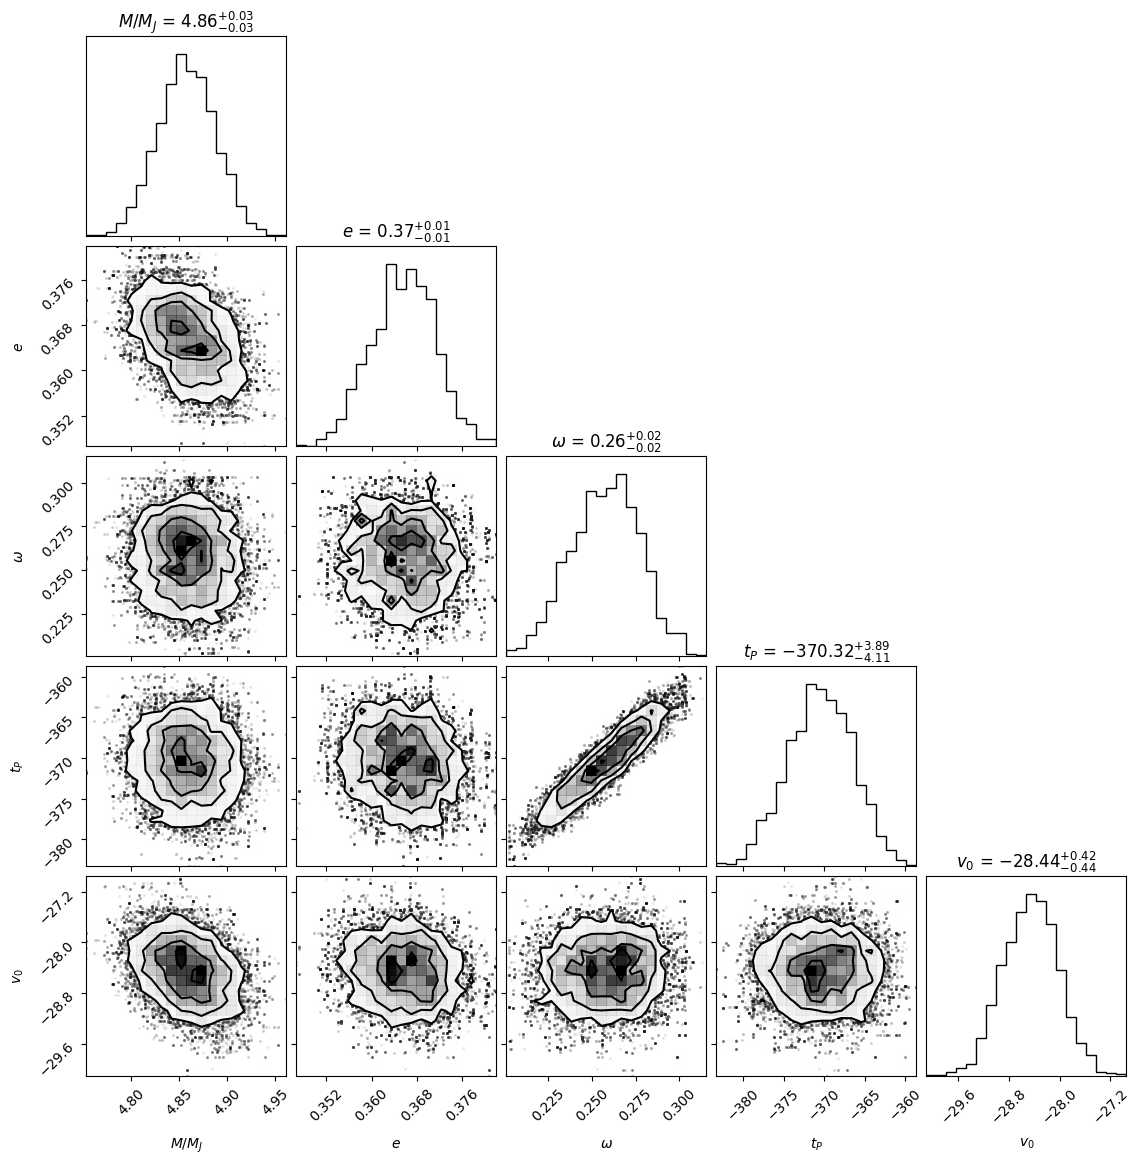 M/M_J = 4.86^{+0.03}_{-0.03}
e = 0.37^{+0.01}_{-0.01}
0.376
0.368
0.360
0.352
e
ω = 0.26^{+0.02}_{-0.02}
0.300
0.275
0.250
0.225
ω
t_P = −370.32^{+3.89}_{-4.11}
−360
−365
−370
−375
−380
t_P
v_0 = −28.44^{+0.42}_{-0.44}
−27.2
−28.0
−28.8
−29.6
v_0
4.80 4.85 4.90 4.95 0.352 0.360 0.368 0.376 0.225 0.250 0.275 0.300 −380 −375 −370 −365 −360 −29.6 −28.8 −28.0 −27.2
M/M_J e ω t_P v_0